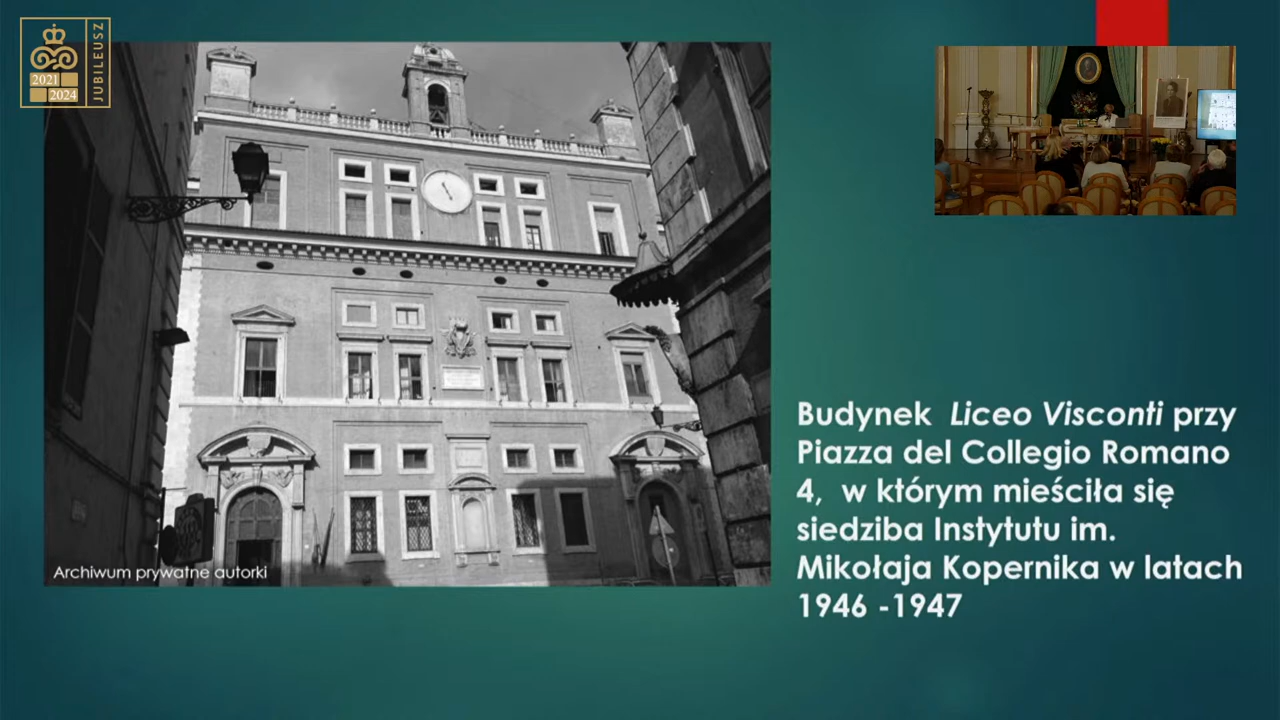 2021
2024
JUBILEUSZ
Archiwum prywatne autorki
Budynek Liceo Visconti przy
Piazza del Collegio Romano
4, w którym mieściła się
siedziba Instytutu im.
Mikołaja Kopernika w latach
1946 -1947